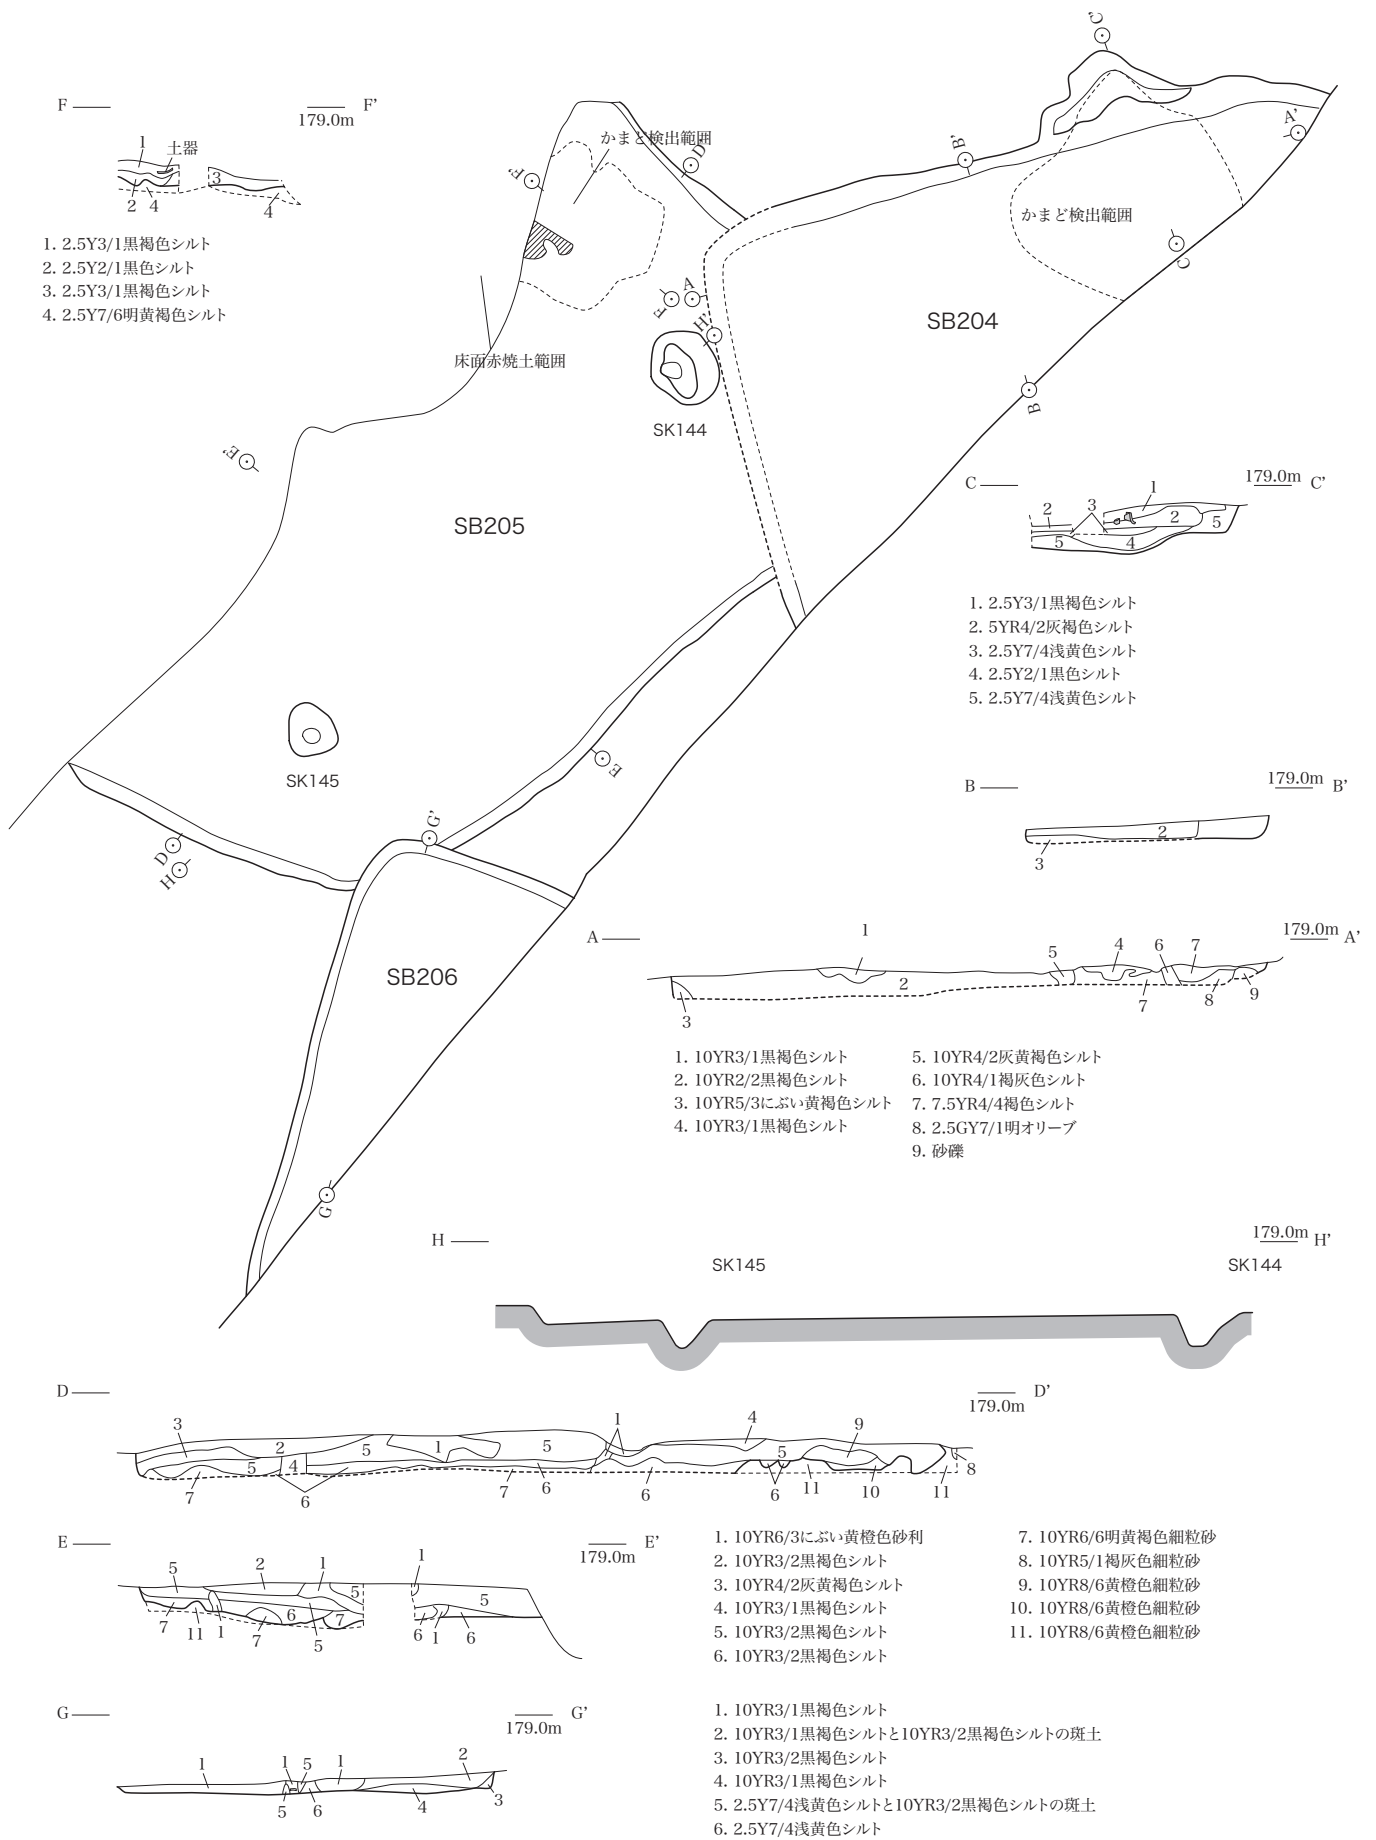 C'
F
F'
179.0m
1
土器
2
4
3
4
1. 2.5Y3/1黒褐色シルト
2. 2.5Y2/1黒色シルト
3. 2.5Y3/1黒褐色シルト
4. 2.5Y7/6明黄褐色シルト
かまど検出範囲
D'
F'
B'
A'
かまど検出範囲
C
A
F
H'
SB204
床面赤焼土範囲
SK144
B
E'
SB205
C
179.0m
C'
1
2
3
2
5
5
4
1. 2.5Y3/1黒褐色シルト
2. 5YR4/2灰褐色シルト
3. 2.5Y7/4浅黄色シルト
4. 2.5Y2/1黒色シルト
5. 2.5Y7/4浅黄色シルト
SK145
E
G'
D
H
B
179.0m
B'
2
3
SB206
A
179.0m
A'
1
2
3
5
4
6
7
7
8
9
1. 10YR3/1黒褐色シルト
2. 10YR2/2黒褐色シルト
3. 10YR5/3にぶい黄褐色シルト
4. 10YR3/1黒褐色シルト
5. 10YR4/2灰黄褐色シルト
6. 10YR4/1褐灰色シルト
7. 7.5YR4/4褐色シルト
8. 2.5GY7/1明オリーブ
9. 砂礫
G
H
179.0m
H'
SK145
SK144
D
179.0m
D'
3
2
5
1
5
1
4
9
5
5
4
7
6
7
6
6
6
11
10
11
8
E
179.0m
E'
5
2
1
1
5
5
6
7
7
11
1
7
5
6
1
6
1. 10YR6/3にぶい黄橙色砂利
2. 10YR3/2黒褐色シルト
3. 10YR4/2灰黄褐色シルト
4. 10YR3/1黒褐色シルト
5. 10YR3/2黒褐色シルト
6. 10YR3/2黒褐色シルト
7. 10YR6/6明黄褐色細粒砂
8. 10YR5/1褐灰色細粒砂
9. 10YR8/6黄橙色細粒砂
10. 10YR8/6黄橙色細粒砂
11. 10YR8/6黄橙色細粒砂
G
179.0m
G'
1
1
5
1
2
5
6
4
3
1. 10YR3/1黒褐色シルト
2. 10YR3/1黒褐色シルトと10YR3/2黒褐色シルトの斑土
3. 10YR3/2黒褐色シルト
4. 10YR3/1黒褐色シルト
5. 2.5Y7/4浅黄色シルトと10YR3/2黒褐色シルトの斑土
6. 2.5Y7/4浅黄色シルト